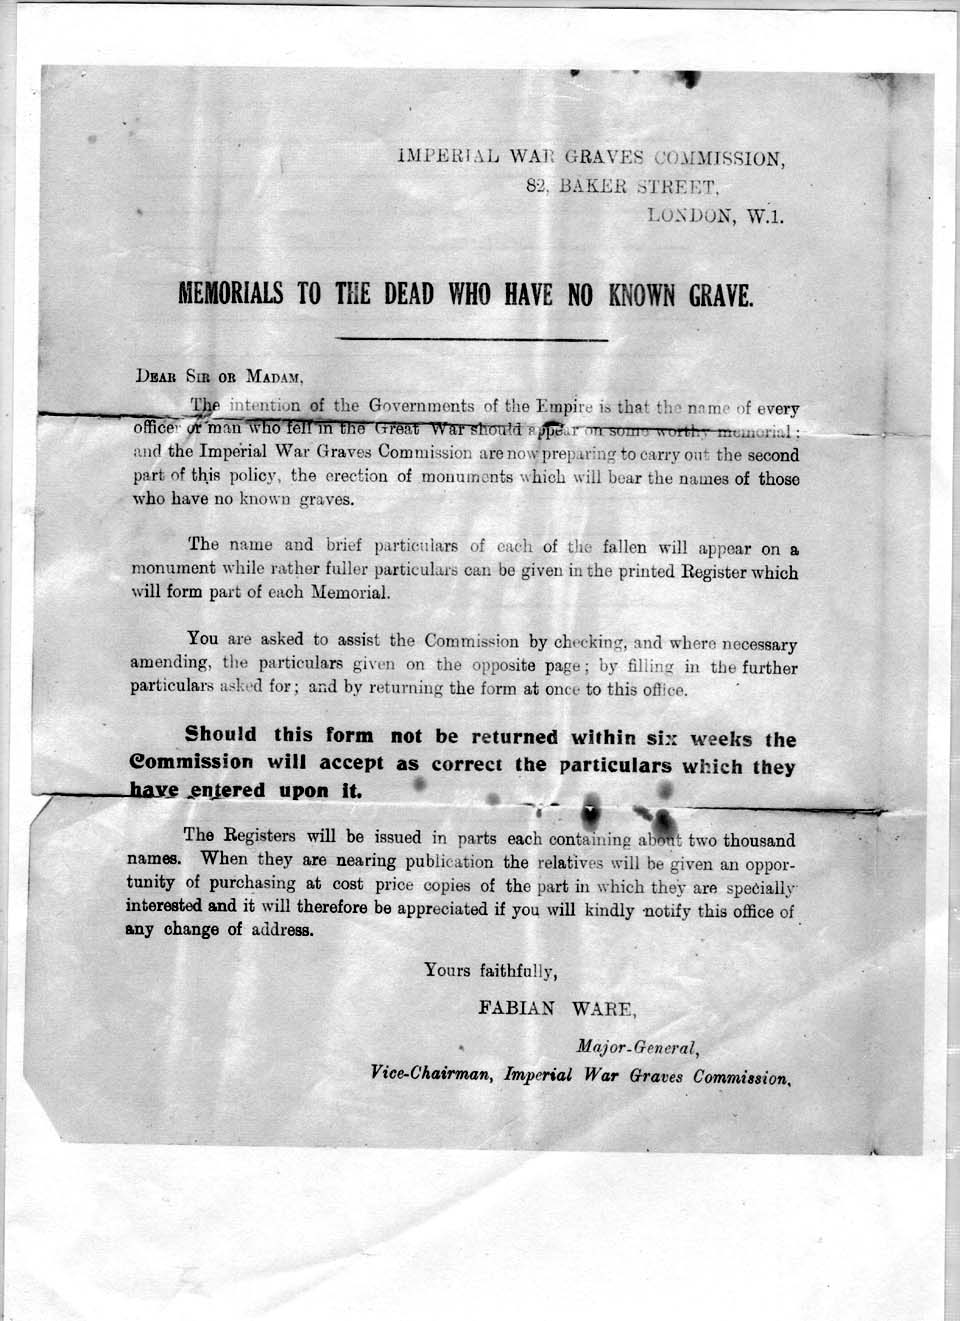 IMPERIAL WAR GRAVES COMMISSION,
82, BAKER STREET,
LONDON, W.1.
MEMORIALS TO THE DEAD WHO HAVE NO KNOWN GRAVE.
DEAR SIR OR MADAM,
The intention of the Governments of the Empire is that the name of every
officer or man who fell in the Great War should appear on some worthy memorial;
and the Imperial War Graves Commission are now preparing to carry out the second
part of this policy, the erection of monuments which will bear the names of those
who have no known graves.
The name and brief particulars of each of the fallen will appear on a
monument while rather fuller particulars can be given in the printed Register which
will form part of each Memorial.
You are asked to assist the Commission by checking, and where necessary
amending, the particulars given on the opposite page; by filling in the further
particulars asked for; and by returning the form at once to this office.
Should this form not be returned within six weeks the
Commission will accept as correct the particulars which they
have entered upon it.
The Registers will be issued in parts each containing about two thousand
names. When they are nearing publication the relatives will be given an oppor-
tunity of purchasing at cost price copies of the part in which they are specially
interested and it will therefore be appreciated if you will kindly notify this office of
any change of address.
Yours faithfully,
FABIAN WARE,
Major-General,
Vice-Chairman, Imperial War Graves Commission.